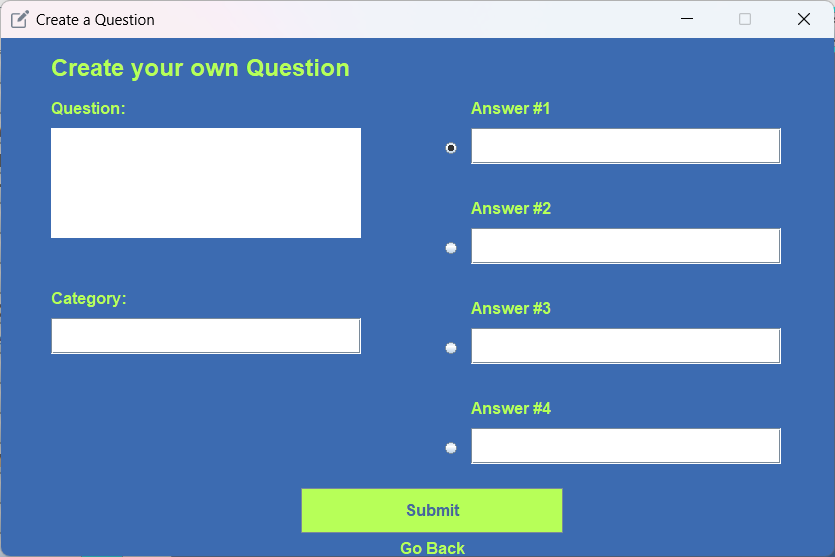 Create a Question
Create your own Question
Question:
Category:
Answer #1
Answer #2
Answer #3
Answer #4
Submit
Go Back